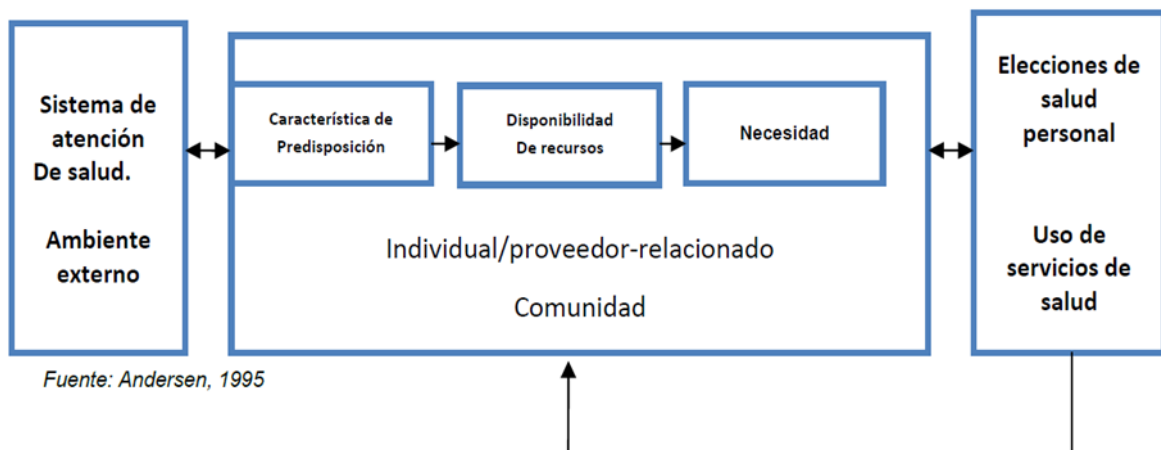 Sistema de
atención
De salud.
Ambiente
externo
Característica de
Predisposición
Disponibilidad
De recursos
Necesidad
Individual/proveedor-relacionado
Comunidad
Elecciones de
salud
personal
Uso de
servicios de
salud
Fuente: Andersen, 1995